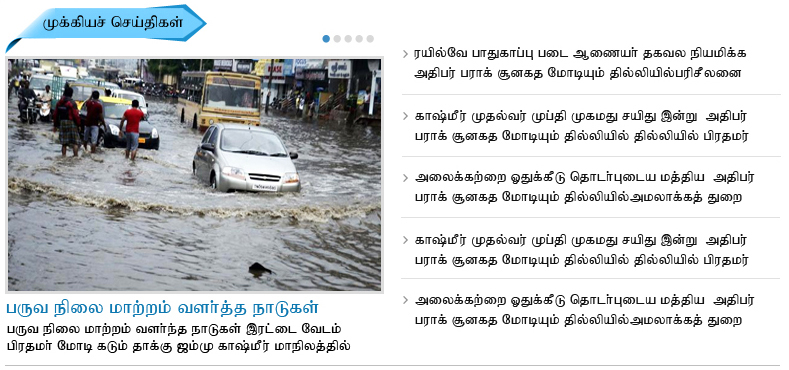 முக்கியச் செய்திகள்
பருவ நிலை மாற்றம் வளர்த்த நாடுகள்
பருவ நிலை மாற்றம் வளர்ந்த நாடுகள் இரட்டை வேடம்
பிரதமர் மோடி கடும் தாக்கு ஜம்மு காஷ்மீர் மாநிலத்தில்
ரயில்வே பாதுகாப்பு படை ஆணையர் தகவல நியமிக்க
அதிபர் பராக் சூனகத மோடியும் தில்லியில்பரிசீலனை
காஷ்மீர் முதல்வர் முப்தி முகமது சயிது இன்று அதிபர்
பராக் சூனகத மோடியும் தில்லியில் தில்லியில் பிரதமர்
அலைக்கற்றை ஒதுக்கீடு தொடர்புடைய மத்திய அதிபர்
பராக் சூனகத மோடியும் தில்லியில்அமலாக்கத் துறை
காஷ்மீர் முதல்வர் முப்தி முகமது சயிது இன்று அதிபர்
பராக் சூனகத மோடியும் தில்லியில் தில்லியில் பிரதமர்
அலைக்கற்றை ஒதுக்கீடு தொடர்புடைய மத்திய அதிபர்
பராக் சூனகத மோடியும் தில்லியில்அமலாக்கத் துறை